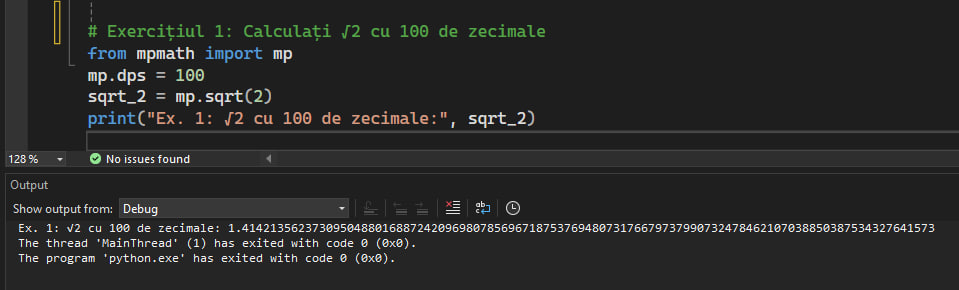 # Exercițiul 1: Calculați √2 cu 100 de zecimale
from mpmath import mp
mp.dps = 100
sqrt_2 = mp.sqrt(2)
print("Ex. 1: √2 cu 100 de zecimale:", sqrt_2)
128 %
No issues found
Output
Show output from: Debug
Ex. 1: √2 cu 100 de zecimale: 1.414213562373095048801688724209698078569671875376948073176679737990732478462107038850387534327641573
The thread 'MainThread' (1) has exited with code 0 (0x0).
The program 'python.exe' has exited with code 0 (0x0).